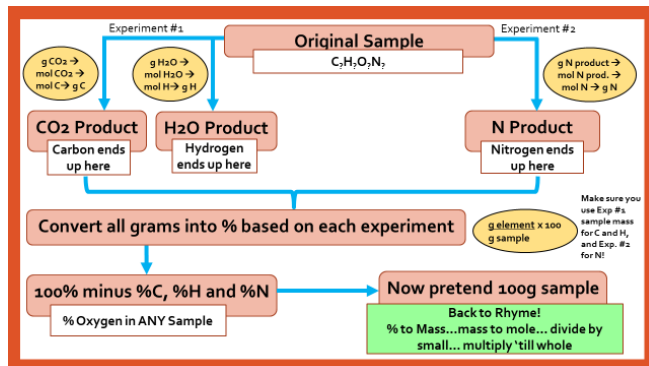 Experiment #1
Experiment #2
Original Sample
C?H?O?N?
g CO2 →
mol CO2 →
mol C→ g C
g H2O →
mol H2O →
mol H→ g H
g N product →
mol N prod. →
mol N → g N
CO2 Product
Carbon ends
up here
H2O Product
Hydrogen
ends up here
N Product
Nitrogen ends
up here
Convert all grams into % based on each experiment
g element x 100
g sample
Make sure you
use Exp #1
sample mass
for C and H,
and Exp. #2
for N!
100% minus %C, %H and %N
% Oxygen in ANY Sample
Now pretend 100g sample
Back to Rhyme!
% to Mass...mass to mole... divide by
small... multiply ‘till whole